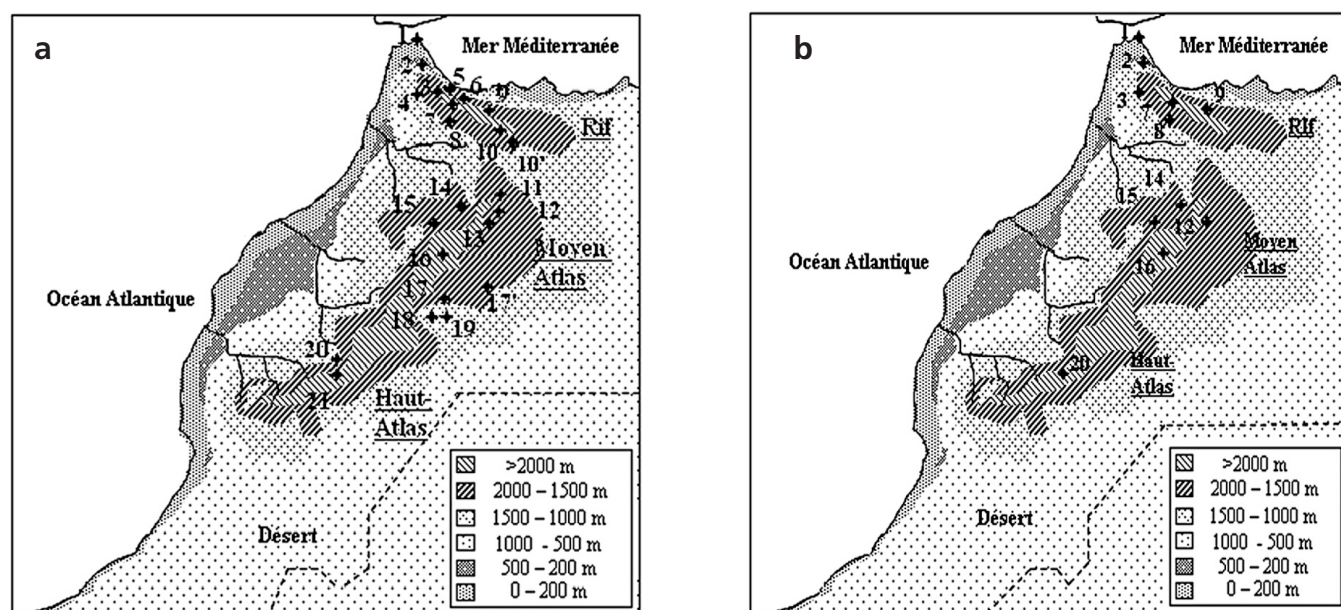 a
1
Mer Méditerranée
2
5
6
3
9
4
7
Rif
8
10
10'
14
11
15
12
13
Moyen
Atlas
16
Océan Atlantique
17
17'
18
19
20
21
Haut-
Atlas
Désert
>2000 m
2000 – 1500 m
1500 – 1000 m
1000 - 500 m
500 – 200 m
0 – 200 m
b
1
Mer Méditerranée
2
9
3
7
8
RIf
14
15
12
Moyen
Atlas
16
Océan Atlantique
20
Haut-
Atlas
Désert
>2000 m
2000 – 1500 m
1500 – 1000 m
1000 - 500 m
500 – 200 m
0 – 200 m